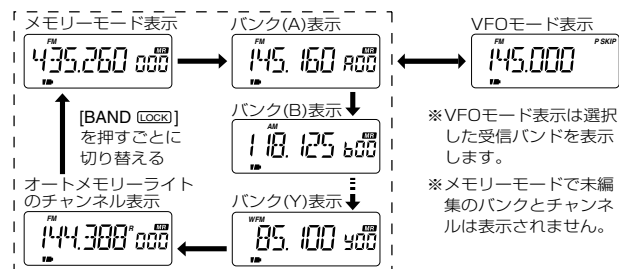 メモリーモード表示
FM
435.260 000 MR
バンク(A)表示
FM
145.160 A00 MR
VFOモード表示
FM P SKIP
145.000
[BAND LOCK]
を押すごとに
切り替える
バンク(B)表示
AM
118.125 b00 MR
オートメモリーライト
のチャンネル表示
FM
144.388 R 000 MR
バンク(Y)表示
WFM
85.100 y00 MR
※VFOモード表示は選択
した受信バンドを表示
します。
※メモリーモードで未編
集のバンクとチャンネ
ルは表示されません。